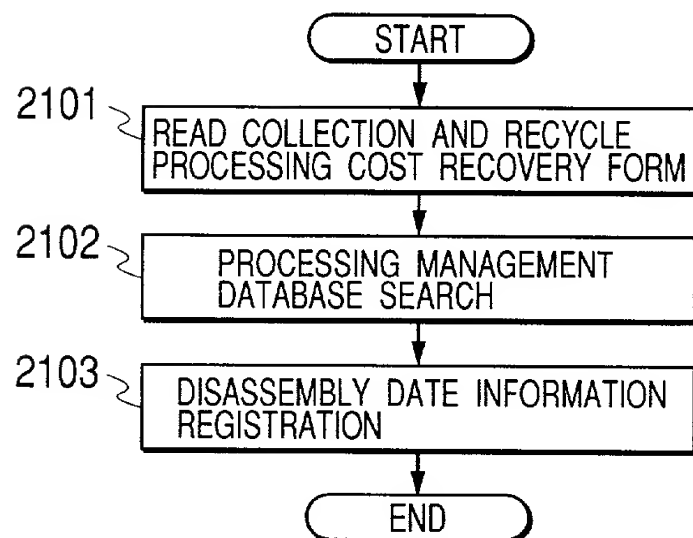 START
2101
READ COLLECTION AND RECYCLE
PROCESSING COST RECOVERY FORM
2102
PROCESSING MANAGEMENT
DATABASE SEARCH
2103
DISASSEMBLY DATE INFORMATION
REGISTRATION
END